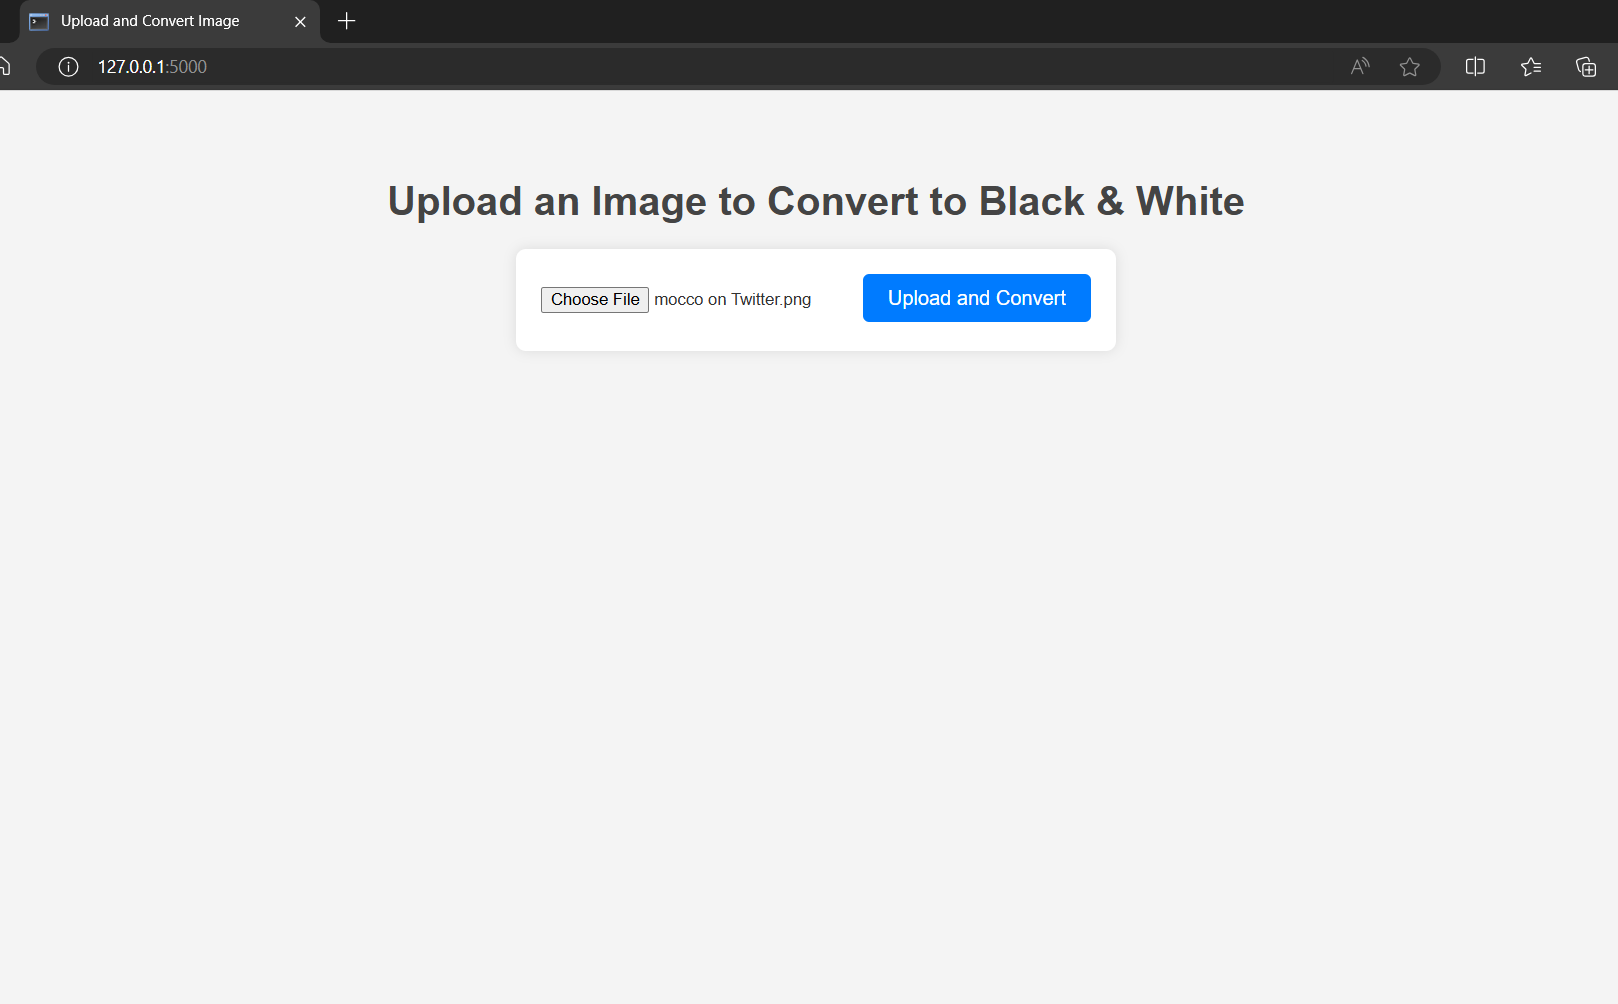 Upload and Convert Image
127.0.0.1:5000
Upload an Image to Convert to Black & White
Choose File mocco on Twitter.png
Upload and Convert